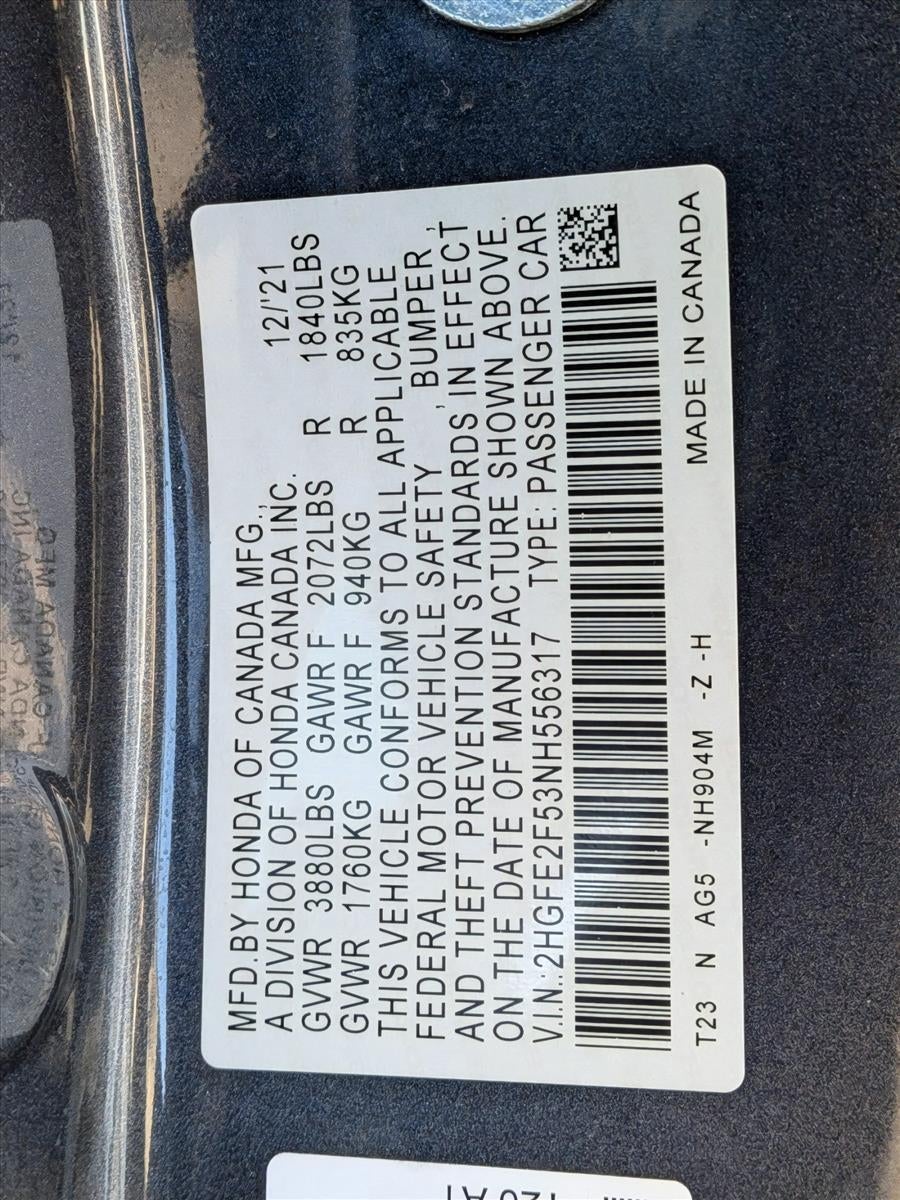 MFD.BY HONDA OF CANADA MFG.,
A DIVISION OF HONDA CANADA INC. 12/'21
GVWR 3880LBS GAWR F 2072LBS R 1840LBS
GVWR 1760KG GAWR F 940KG R 835KG
THIS VEHICLE CONFORMS TO ALL APPLICABLE
FEDERAL MOTOR VEHICLE SAFETY , BUMPER ,
AND THEFT PREVENTION STANDARDS IN EFFECT
ON THE DATE OF MANUFACTURE SHOWN ABOVE.
V.I.N.:2HGFE2F53NH556317 TYPE:PASSENGER CAR
T23 N AG5 -NH904M -Z -H MADE IN CANADA